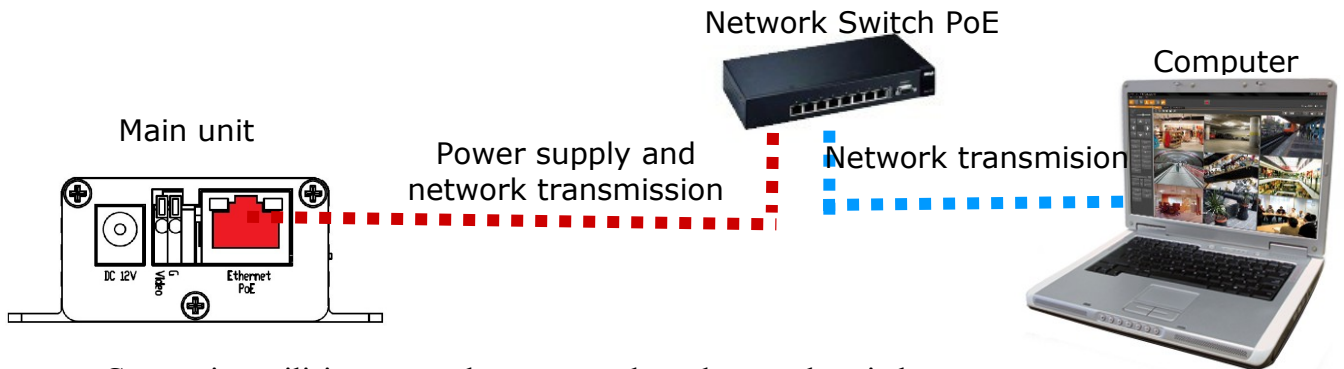 Network Switch PoE
Computer
Main unit
Power supply and
network transmission
Network transmision
DC 12V
G
Video
Ethernet
PoE